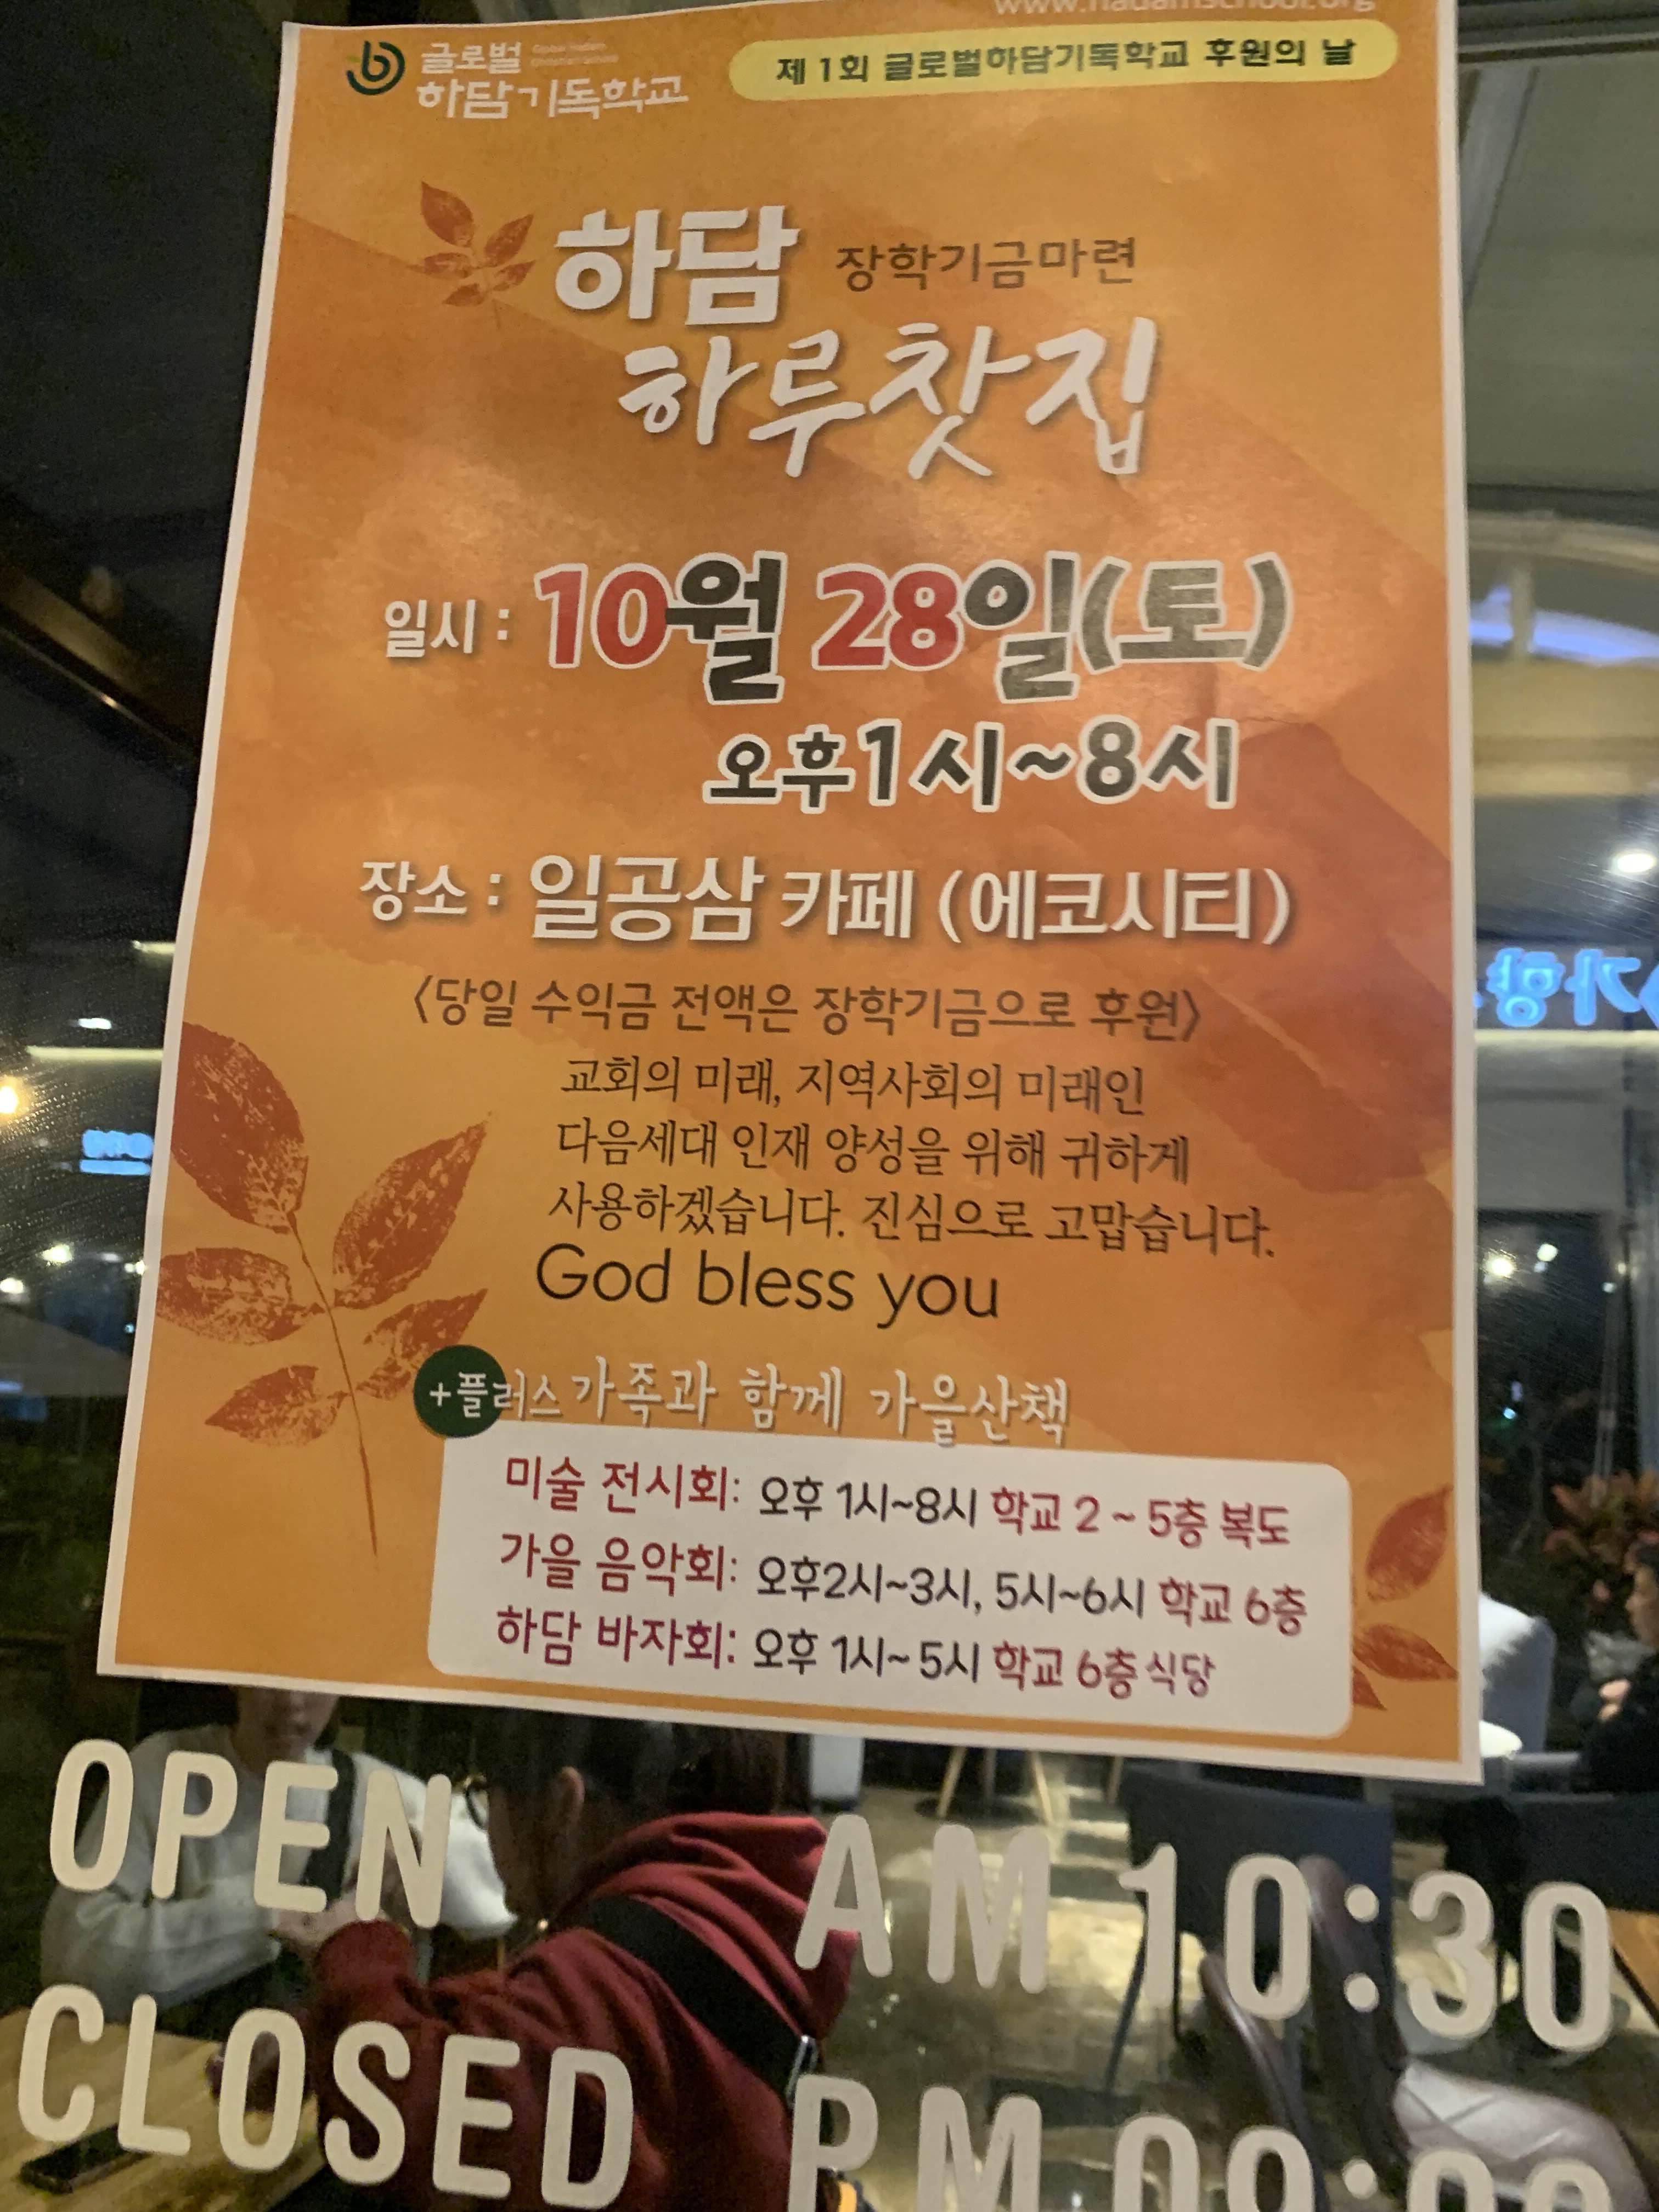 www.hadamschool.org
글로벌
하담기독학교
제1회 글로벌하담기독학교 후원의 날
하담 장학기금마련
하루찻집
일시 : 10월 28일(토)
오후1시~8시
장소 : 일공삼 카페 (에코시티)
<당일 수익금 전액은 장학기금으로 후원>
교회의 미래, 지역사회의 미래인
다음세대 인재 양성을 위해 귀하게
사용하겠습니다. 진심으로 고맙습니다.
God bless you
+플러스 가족과 함께 가을산책
미술 전시회: 오후 1시~8시 학교 2 ~ 5층 복도
가을 음악회: 오후2시~3시, 5시~6시 학교 6층
하담 바자회: 오후 1시~5시 학교 6층 식당
OPEN AM 10:30
CLOSED PM 09:00